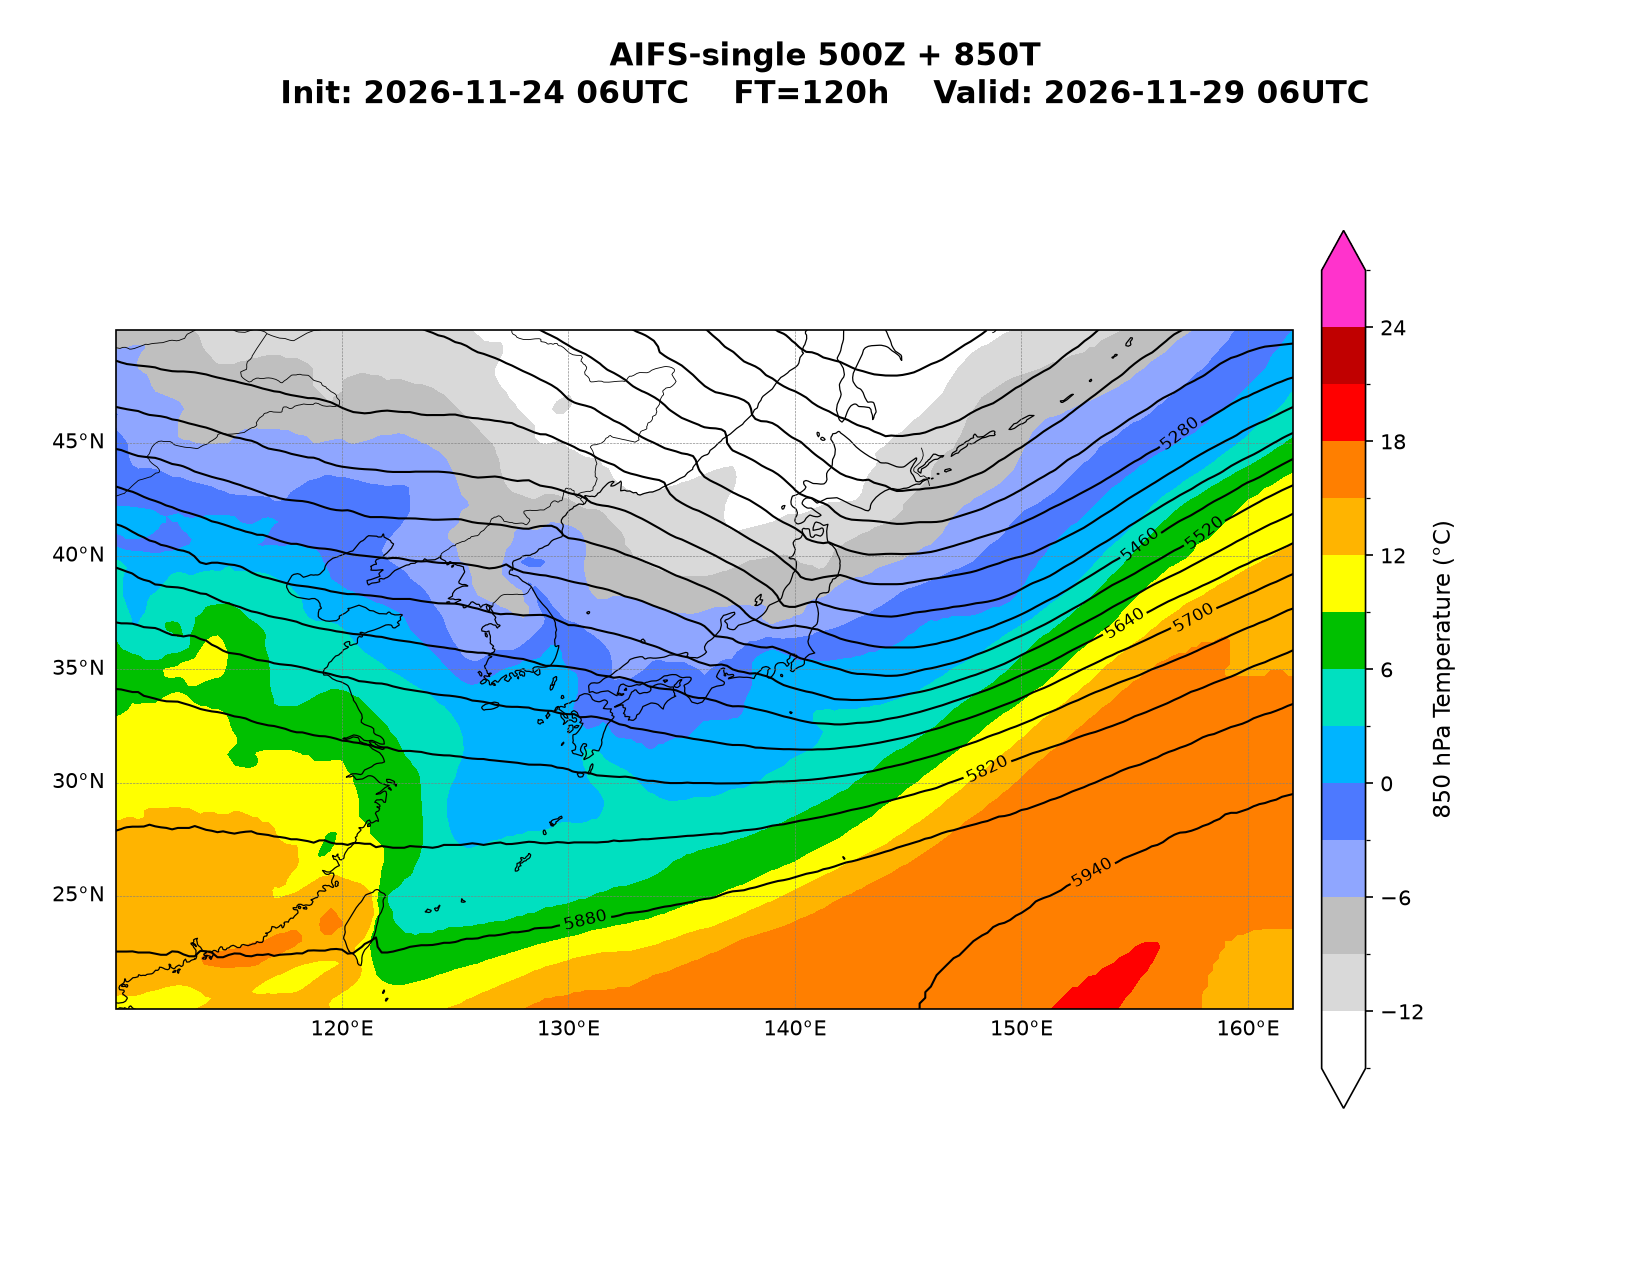 AIFS-single 500Z + 850T
Init: 2026-11-24 06UTC    FT=120h    Valid: 2026-11-29 06UTC
45°N
40°N
35°N
30°N
25°N
120°E
130°E
140°E
150°E
160°E
5280
5460
5520
5640
5700
5820
5880
5940
24
18
12
6
0
−6
−12
850 hPa Temperature (°C)